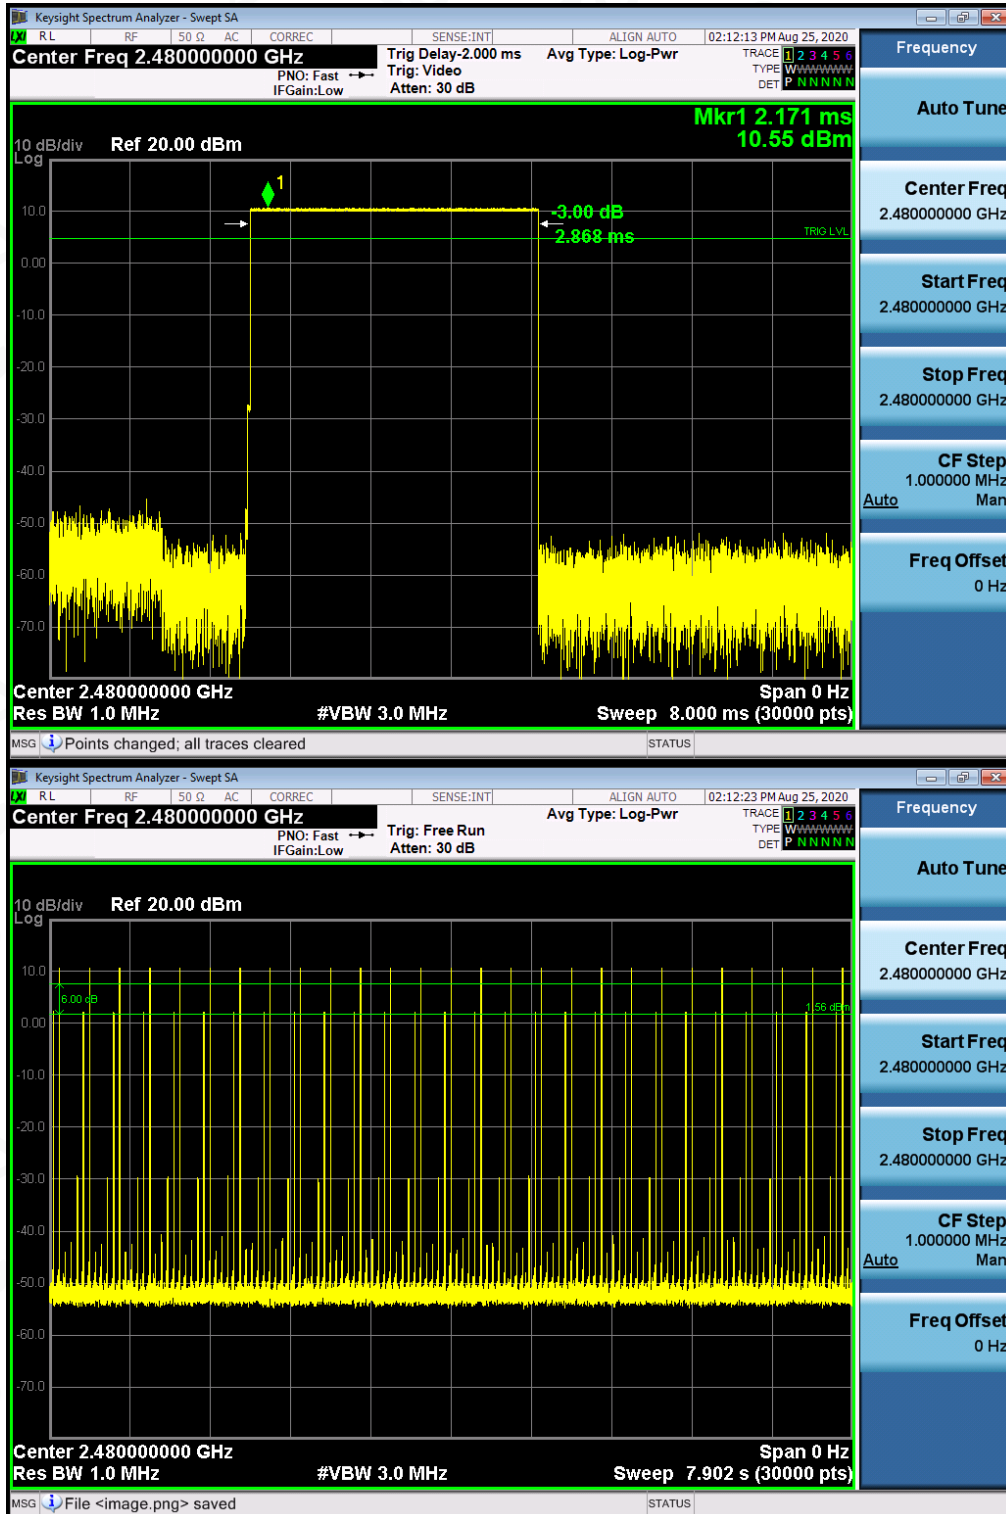 Keysight Spectrum Analyzer - Swept SA
LXI RL RF 50 Ω AC CORREC SENSE:INT ALIGN AUTO 02:12:13 PM Aug 25, 2020
Center Freq 2.480000000 GHz
PNO: Fast
IFGain:Low
Trig Delay-2.000 ms
Trig: Video
Atten: 30 dB
Avg Type: Log-Pwr
TRACE 1 2 3 4 5 6
TYPE WWWWWW
DET P N N N N N
Mkr1 2.171 ms
10.55 dBm
10 dB/div Ref 20.00 dBm
Log
1
-3.00 dB
2.868 ms
TRIG LVL
10.0
0.00
-10.0
-20.0
-30.0
-40.0
-50.0
-60.0
-70.0
Center 2.480000000 GHz Span 0 Hz
Res BW 1.0 MHz #VBW 3.0 MHz Sweep 8.000 ms (30000 pts)
MSG Points changed; all traces cleared STATUS
Frequency
Auto Tune
Center Freq
2.480000000 GHz
Start Freq
2.480000000 GHz
Stop Freq
2.480000000 GHz
CF Step
1.000000 MHz
Auto Man
Freq Offset
0 Hz
Keysight Spectrum Analyzer - Swept SA
LXI RL RF 50 Ω AC CORREC SENSE:INT ALIGN AUTO 02:12:23 PM Aug 25, 2020
Center Freq 2.480000000 GHz
PNO: Fast
IFGain:Low
Trig: Free Run
Atten: 30 dB
Avg Type: Log-Pwr
TRACE 1 2 3 4 5 6
TYPE WWWWWW
DET P N N N N N
10 dB/div Ref 20.00 dBm
Log
6.00 dB
1.56 dBm
10.0
0.00
-10.0
-20.0
-30.0
-40.0
-50.0
-60.0
-70.0
Center 2.480000000 GHz Span 0 Hz
Res BW 1.0 MHz #VBW 3.0 MHz Sweep 7.902 s (30000 pts)
MSG File <image.png> saved STATUS
Frequency
Auto Tune
Center Freq
2.480000000 GHz
Start Freq
2.480000000 GHz
Stop Freq
2.480000000 GHz
CF Step
1.000000 MHz
Auto Man
Freq Offset
0 Hz